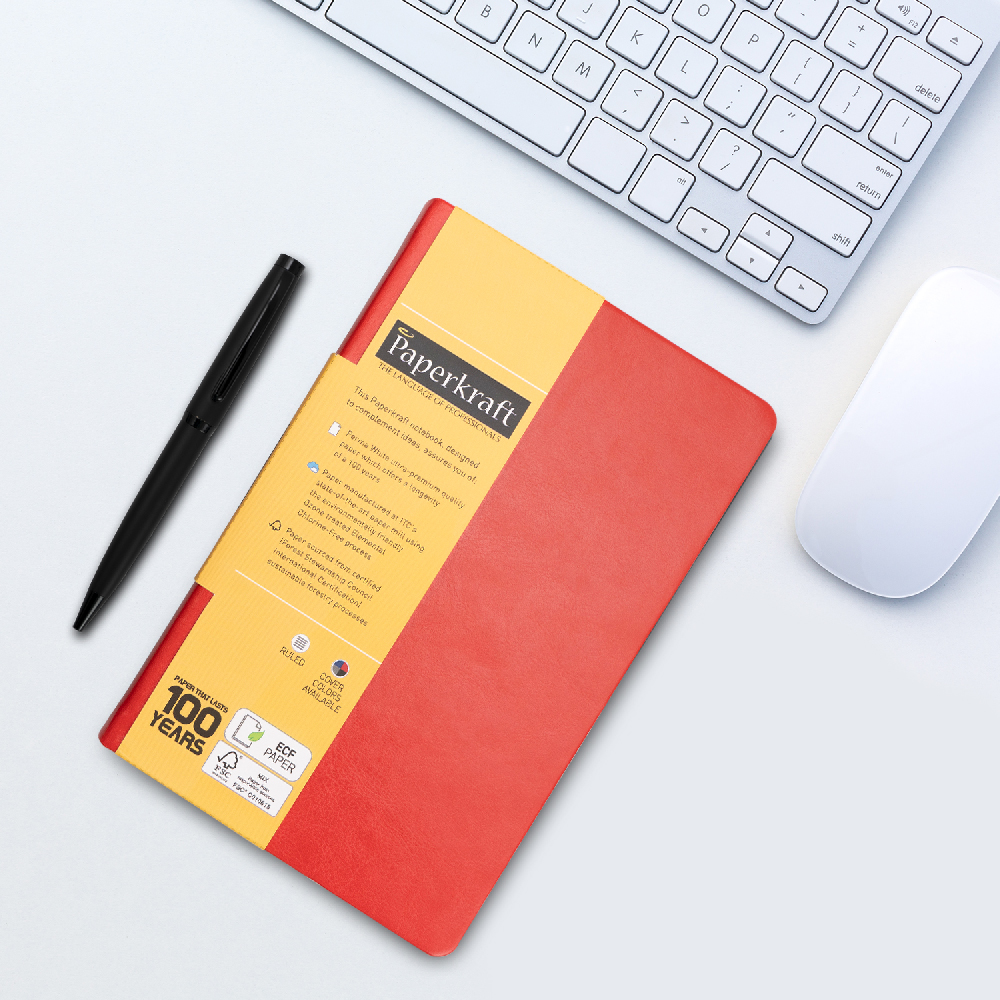 B
J
O
- _
F12
N
K
P
+ =
M
L
{ [
delete
< ,
: ;
} ]
> .
" '
| \
? /
enter
return
alt
shift
Paperkraft
THE LANGUAGE OF PROFESSIONALS
This Paperkraft notebook, designed
to complement ideas, assures you of
Perma White ultra-premium quality
paper which offers a longevity
of a 100 years
Paper manufactured at ITC's
state-of-the-art paper mill using
the environmentally friendly
Ozone treated Elemental
Chlorine-Free process
Paper sourced from certified
(Forest Stewardship Council
International Certification)
sustainable forestry processes
RULED
COVER
COLORS
AVAILABLE
PAPER THAT LASTS
100
YEARS
ECF
PAPER
FSC
MIX